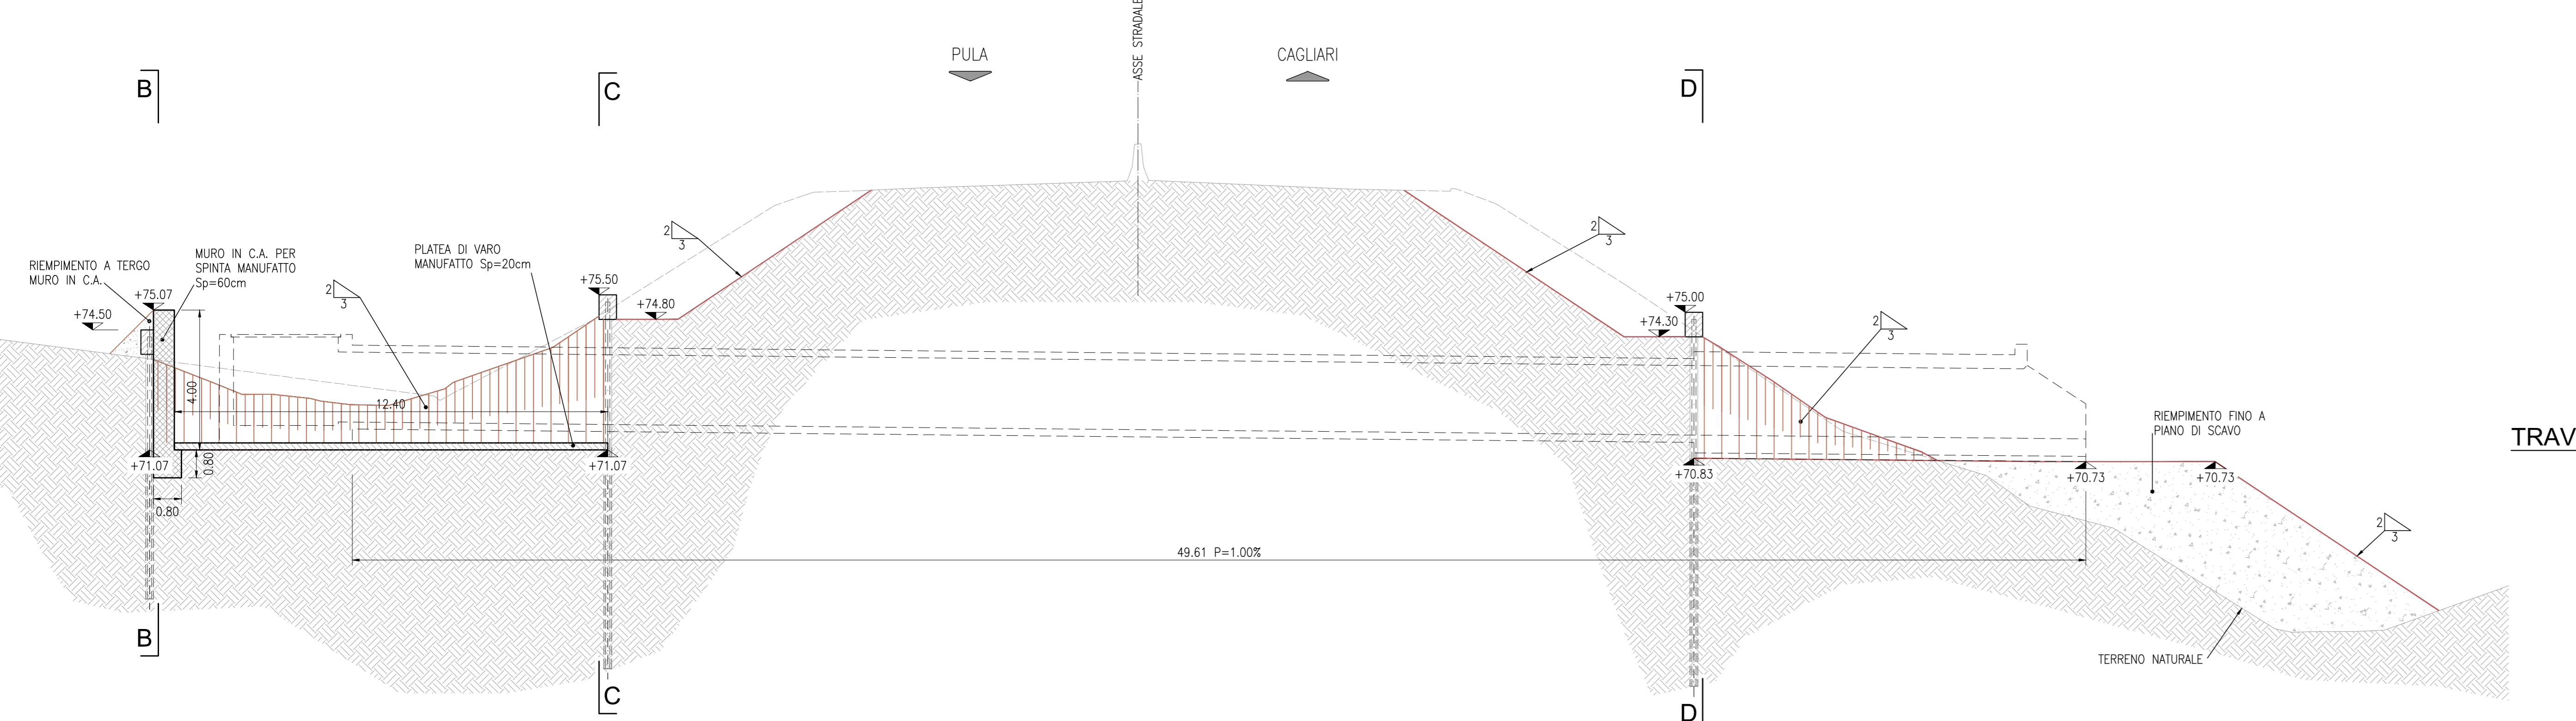 ASSE STRADALE
PULA
CAGLIARI
B
C
D
2
3
2
3
RIEMPIMENTO A TERGO
MURO IN C.A.
MURO IN C.A. PER
SPINTA MANUFATTO
Sp=60cm
PLATEA DI VARO
MANUFATTO Sp=20cm
2
3
+75.50
+74.80
+75.07
+74.50
+75.00
+74.30
2
3
4.00
12.40
RIEMPIMENTO FINO A
PIANO DI SCAVO
TRAV
+71.07
0.80
+71.07
+70.83
+70.73
+70.73
0.80
2
3
49.61 P=1.00%
B
TERRENO NATURALE
C
D